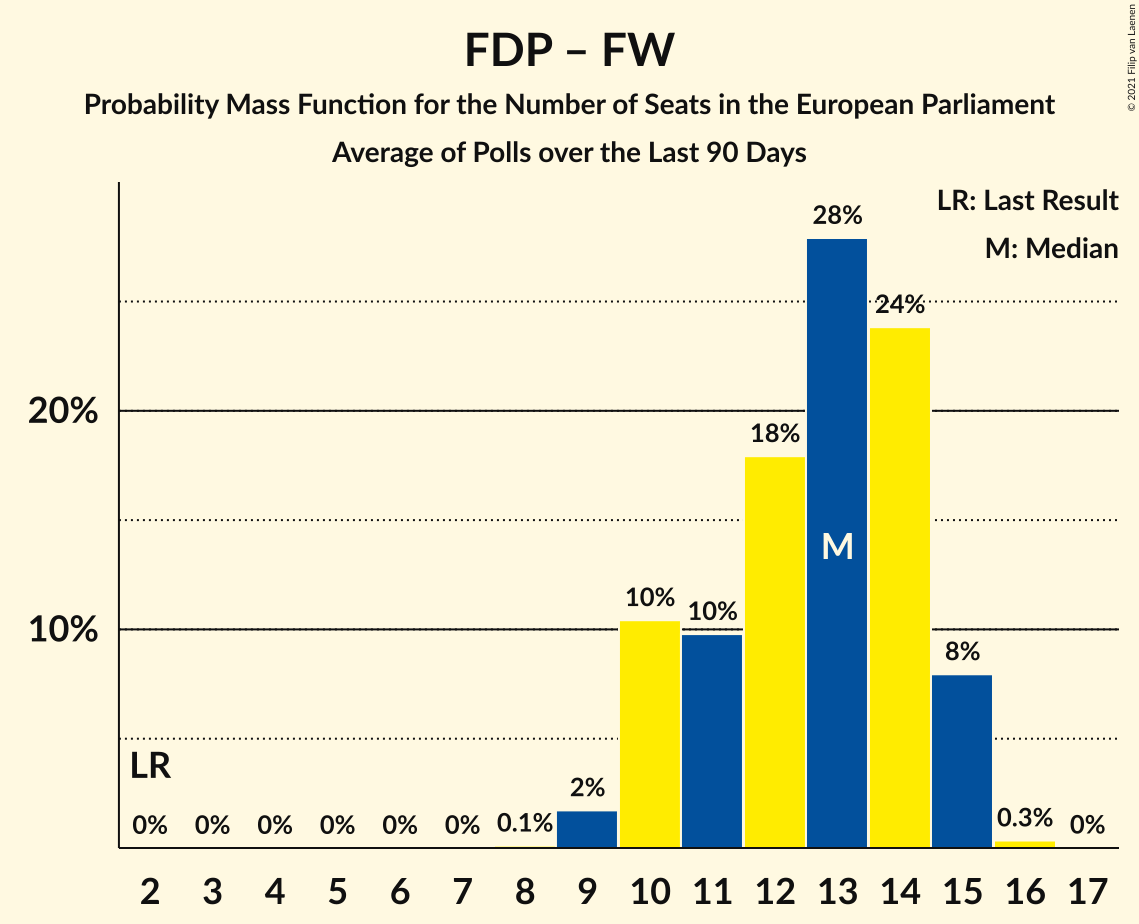 FDP – FW
Probability Mass Function for the Number of Seats in the European Parliament
Average of Polls over the Last 90 Days
© 2021 Filip van Laenen
LR: Last Result
M: Median
28%
24%
20%
18%
M
10%
10%
10%
8%
LR
2%
0%
0%
0%
0%
0%
0%
0.1%
0.3%
0%
2 3 4 5 6 7 8 9 10 11 12 13 14 15 16 17